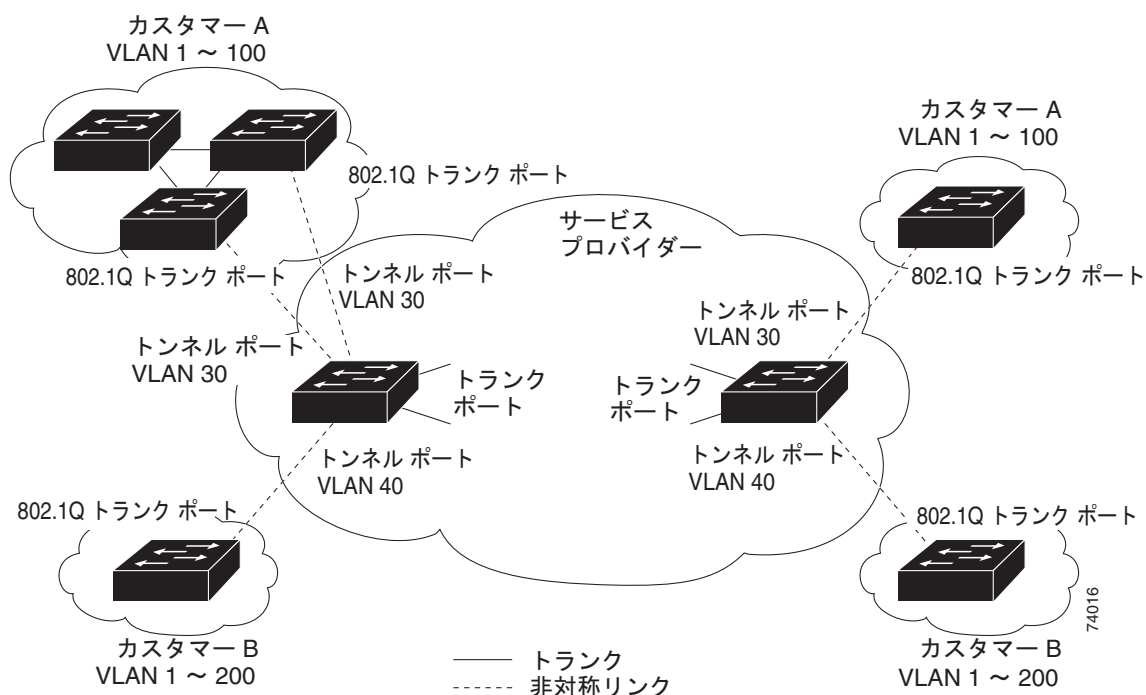 カスタマー A
VLAN 1 ～ 100
カスタマー A
VLAN 1 ～ 100
802.1Q トランク ポート
サービス
プロバイダー
802.1Q トランク ポート
802.1Q トランク ポート
トンネル ポート
VLAN 30
トンネル ポート
VLAN 30
トンネル ポート
VLAN 30
トランク
ポート
トランク
ポート
トンネル ポート
VLAN 40
トンネル ポート
VLAN 40
802.1Q トランク ポート
802.1Q トランク ポート
74016
カスタマー B
VLAN 1 ～ 200
カスタマー B
VLAN 1 ～ 200
トランク
非対称リンク